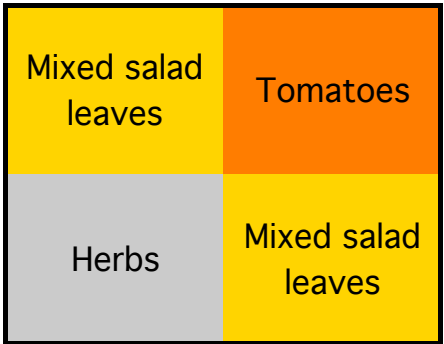 Mixed salad
leaves
Tomatoes
Herbs
Mixed salad
leaves